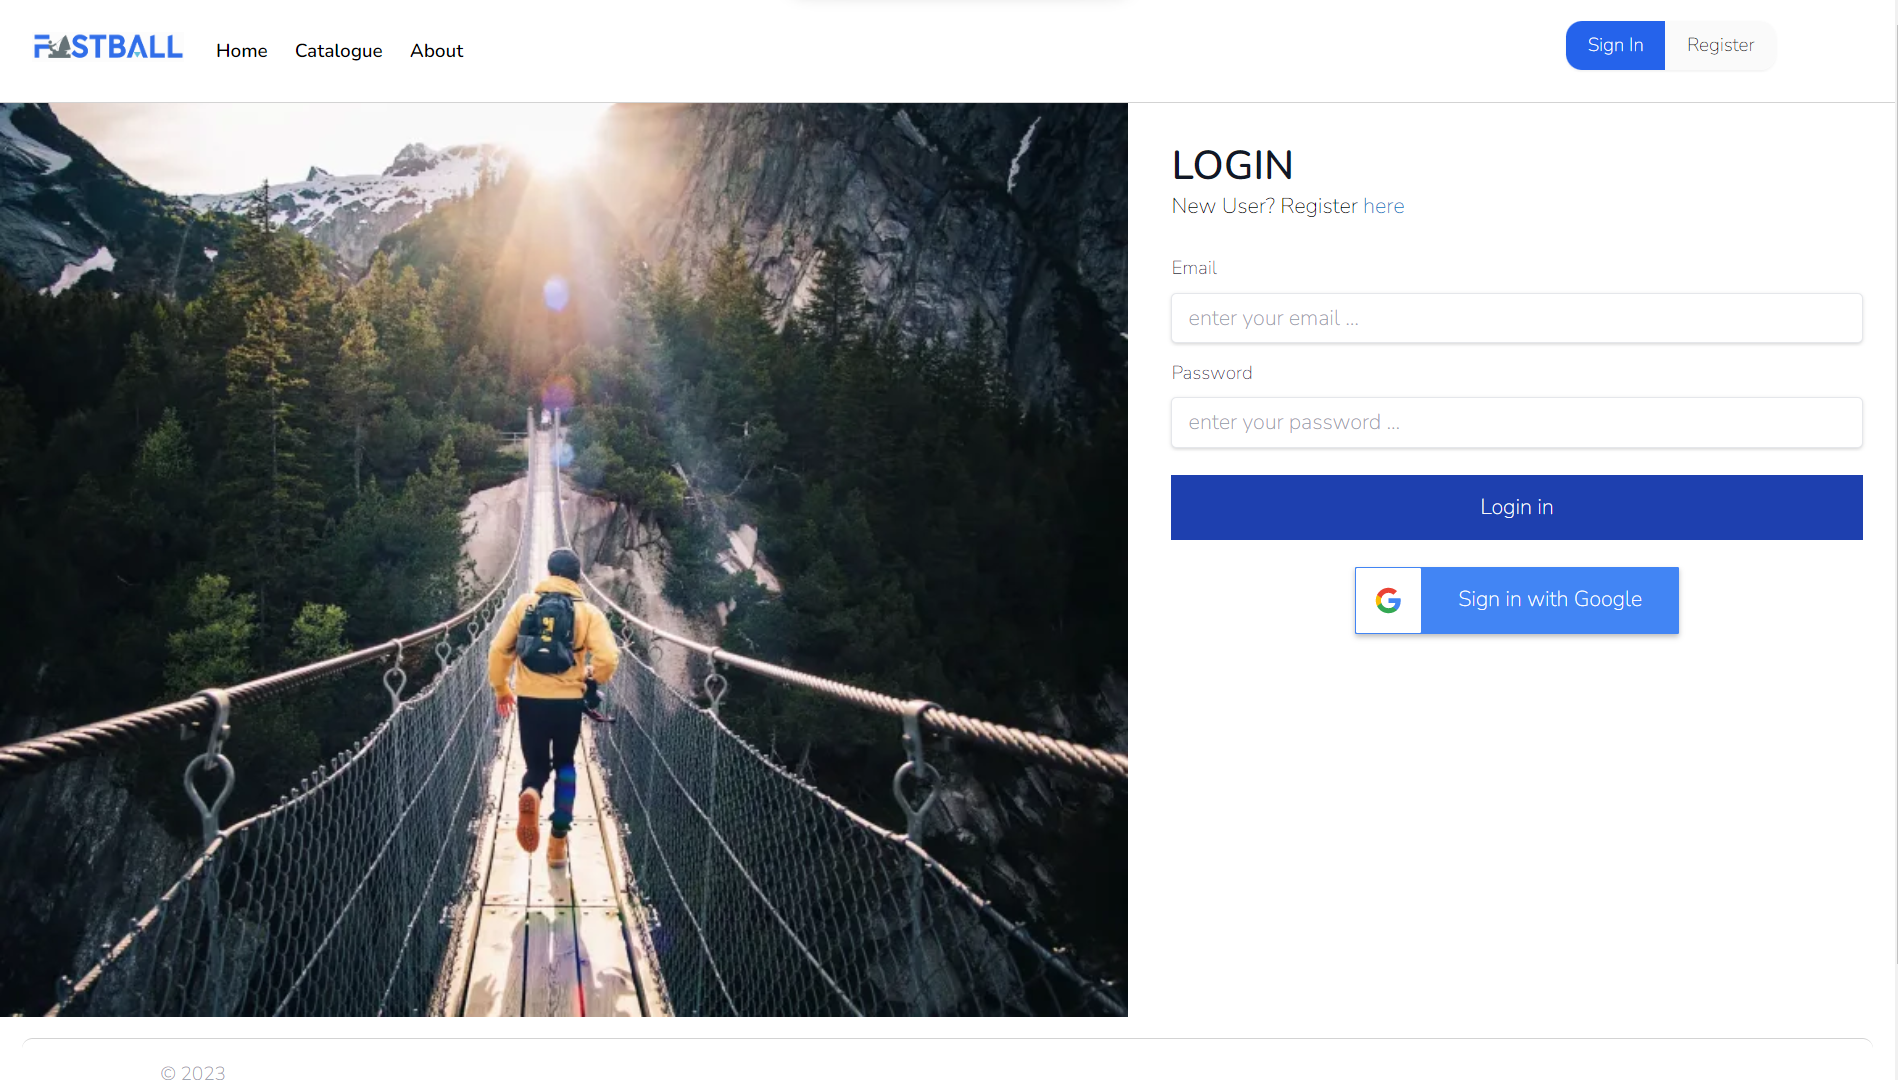 FASTBALL
Home Catalogue About
Sign In Register
LOGIN
New User? Register here
Email
enter your email ...
Password
enter your password ...
Login in
Sign in with Google
© 2023